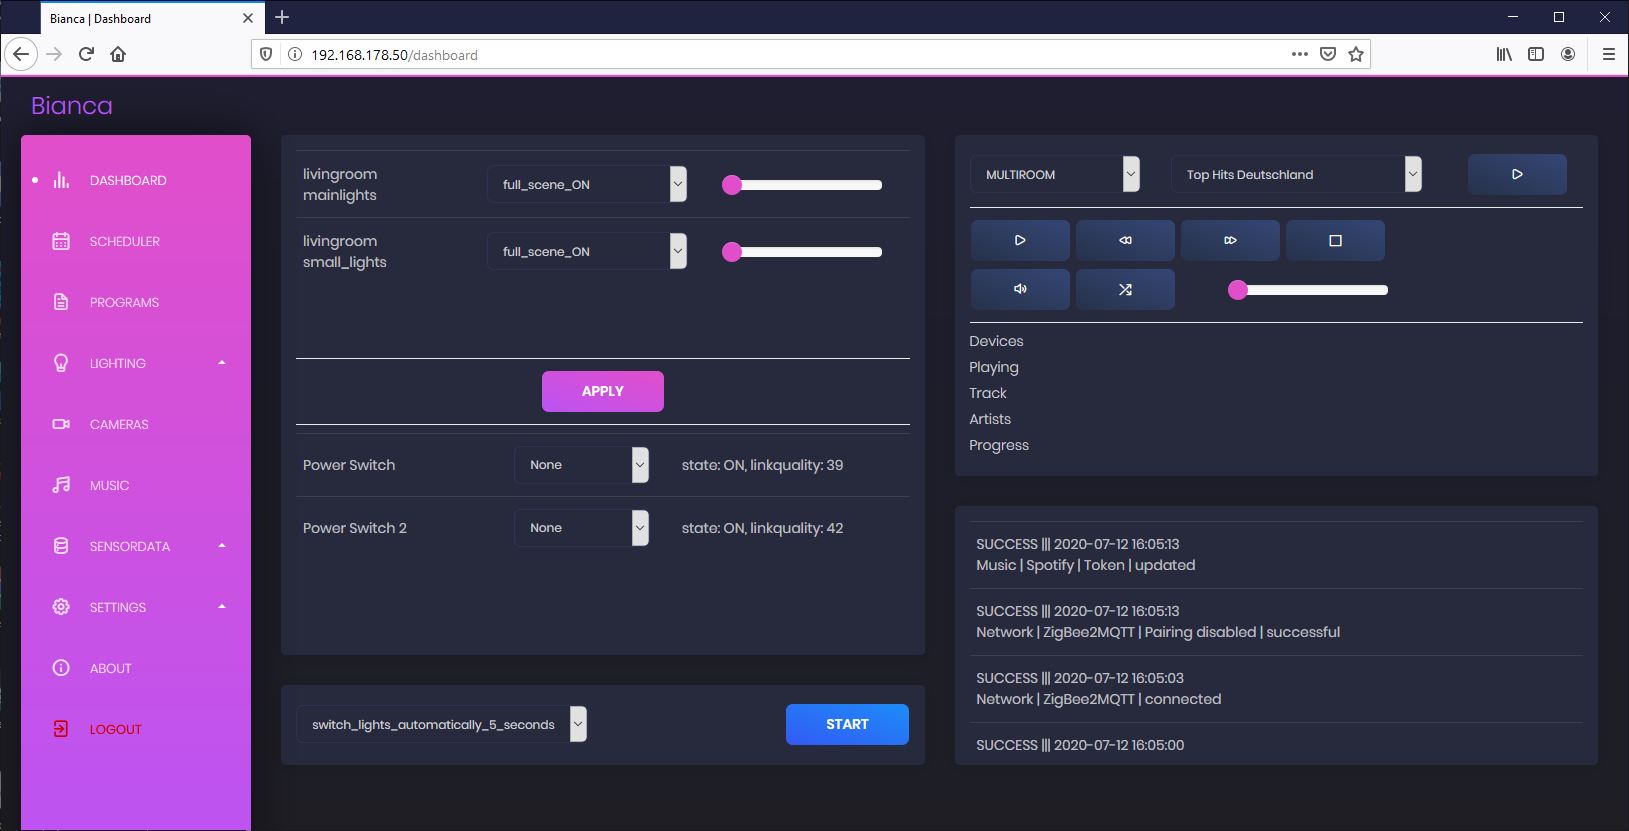 Bianca | Dashboard
192.168.178.50/dashboard
Bianca
DASHBOARD
SCHEDULER
PROGRAMS
LIGHTING
CAMERAS
MUSIC
SENSORDATA
SETTINGS
ABOUT
LOGOUT
livingroom
mainlights
full_scene_ON
livingroom
small_lights
full_scene_ON
APPLY
Power Switch
None
state: ON, linkquality: 39
Power Switch 2
None
state: ON, linkquality: 42
switch_lights_automatically_5_seconds
START
MULTIROOM
Top Hits Deutschland
Devices
Playing
Track
Artists
Progress
SUCCESS ||| 2020-07-12 16:05:13
Music | Spotify | Token | updated
SUCCESS ||| 2020-07-12 16:05:13
Network | ZigBee2MQTT | Pairing disabled | successful
SUCCESS ||| 2020-07-12 16:05:03
Network | ZigBee2MQTT | connected
SUCCESS ||| 2020-07-12 16:05:00